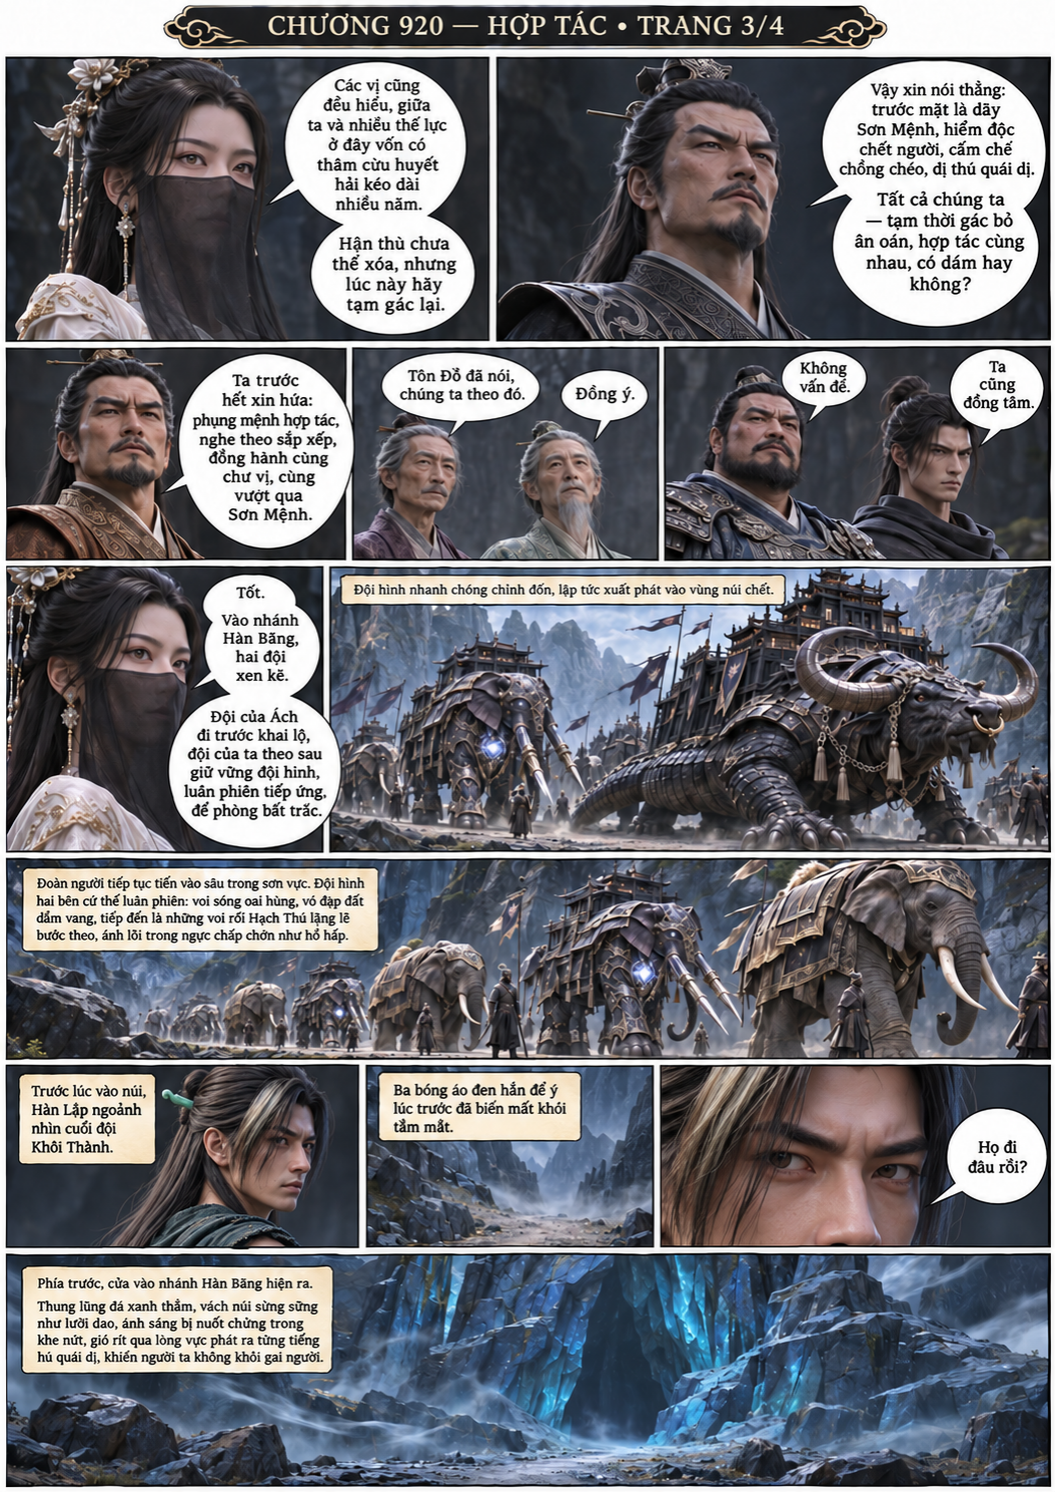 CHƯƠNG 920 — HỢP TÁC • TRANG 3/4
Các vị cũng
đều hiểu, giữa
ta và nhiều thế lực
ở đây vốn có
thâm cừu huyết
hải kéo dài
nhiều năm.
Hận thù chưa
thể xóa, nhưng
lúc này hãy
tạm gác lại.
Vậy xin nói thẳng:
trước mặt là dãy
Sơn Mệnh, hiểm độc
chết người, cấm chế
chồng chéo, dị thú quái dị.
Tất cả chúng ta
— tạm thời gác bỏ
ân oán, hợp tác cùng
nhau, có dám hay
không?
Ta trước
hết xin hứa:
phụng mệnh hợp tác,
nghe theo sắp xếp,
đồng hành cùng
chư vị, cùng
vượt qua
Sơn Mệnh.
Tôn Đồ đã nói,
chúng ta theo đó.
Đồng ý.
Không
vấn đề.
Ta
cũng
đồng tâm.
Tốt.
Vào nhánh
Hàn Băng,
hai đội
xen kẽ.
Đội của Ách
đi trước khai lộ,
đội của ta theo sau
giữ vững đội hình,
luân phiên tiếp ứng,
để phòng bất trắc.
Đội hình nhanh chóng chỉnh đốn, lập tức xuất phát vào vùng núi chết.
Đoàn người tiếp tục tiến vào sâu trong sơn vực. Đội hình
hai bên cứ thế luân phiên: voi sóng oai hùng, vó đạp đất
dẩm vang, tiếp đến là những voi rối Hạch Thú lặng lẽ
bước theo, ánh lõi trong ngực chấp chớn như hồ hấp.
Trước lúc vào núi,
Hàn Lập ngoảnh
nhìn cuối đội
Khôi Thành.
Ba bóng áo đen hắn để ý
lúc trước đã biến mất khỏi
tầm mắt.
Họ đi
đâu rồi?
Phía trước, cửa vào nhánh Hàn Băng hiện ra.
Thung lũng đá xanh thẳm, vách núi sừng sững
như lưỡi dao, ánh sáng bị nuốt chửng trong
khe nứt, gió rít qua lòng vực phát ra từng tiếng
hú quái dị, khiến người ta không khỏi gai người.